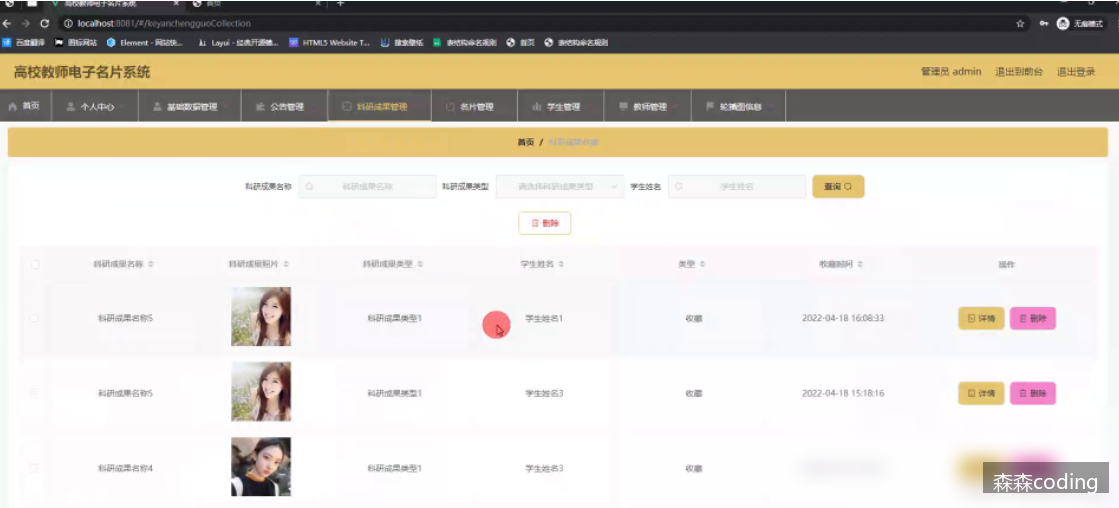 高校教师电子名片系统
localhost:8081/#/keyanchengguoCollection
无痕模式
百度翻译 图标网站 Element - 网站快... Layui - 经典开源模... HTML5 Website T... 搜索壁纸 表结构命名规则 首页 表结构命名规则
高校教师电子名片系统 管理员 admin 退出到前台 退出登录
首页 个人中心 基础数据管理 公告管理 科研成果管理 名片管理 学生管理 教师管理 轮播图信息
首页 / 科研成果收藏
科研成果名称 科研成果名称 科研成果类型 请选择科研成果类型 学生姓名 学生姓名 查询
删除
科研成果名称 科研成果照片 科研成果类型 学生姓名 类型 收藏时间 操作
科研成果名称5 科研成果类型1 学生姓名1 收藏 2022-04-18 16:08:33 详情 删除
科研成果名称5 科研成果类型1 学生姓名3 收藏 2022-04-18 15:18:16 详情 删除
科研成果名称4 科研成果类型1 学生姓名3 收藏
森森coding